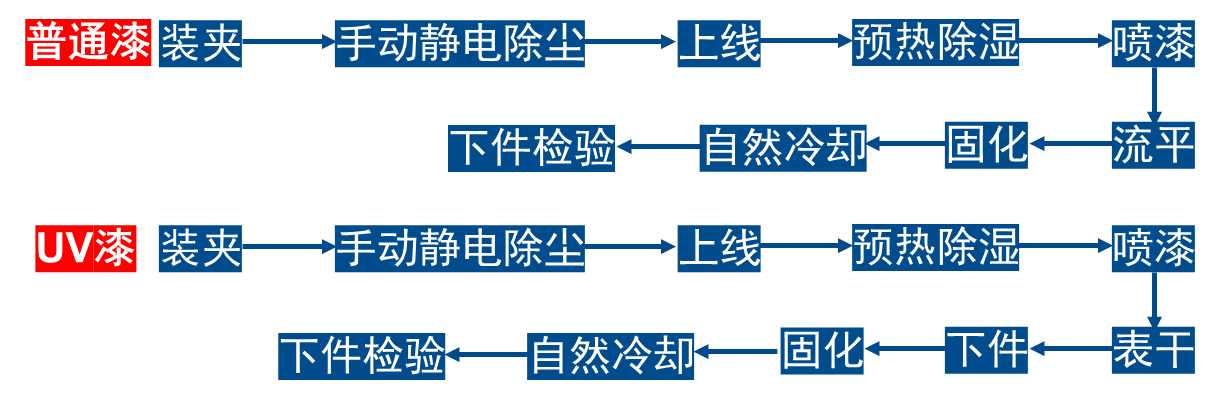 普通漆 装夹 手动静电除尘 上线 预热除湿 喷漆
下件检验 自然冷却 固化 流平
UV漆 装夹 手动静电除尘 上线 预热除湿 喷漆
下件检验 自然冷却 固化 下件 表干